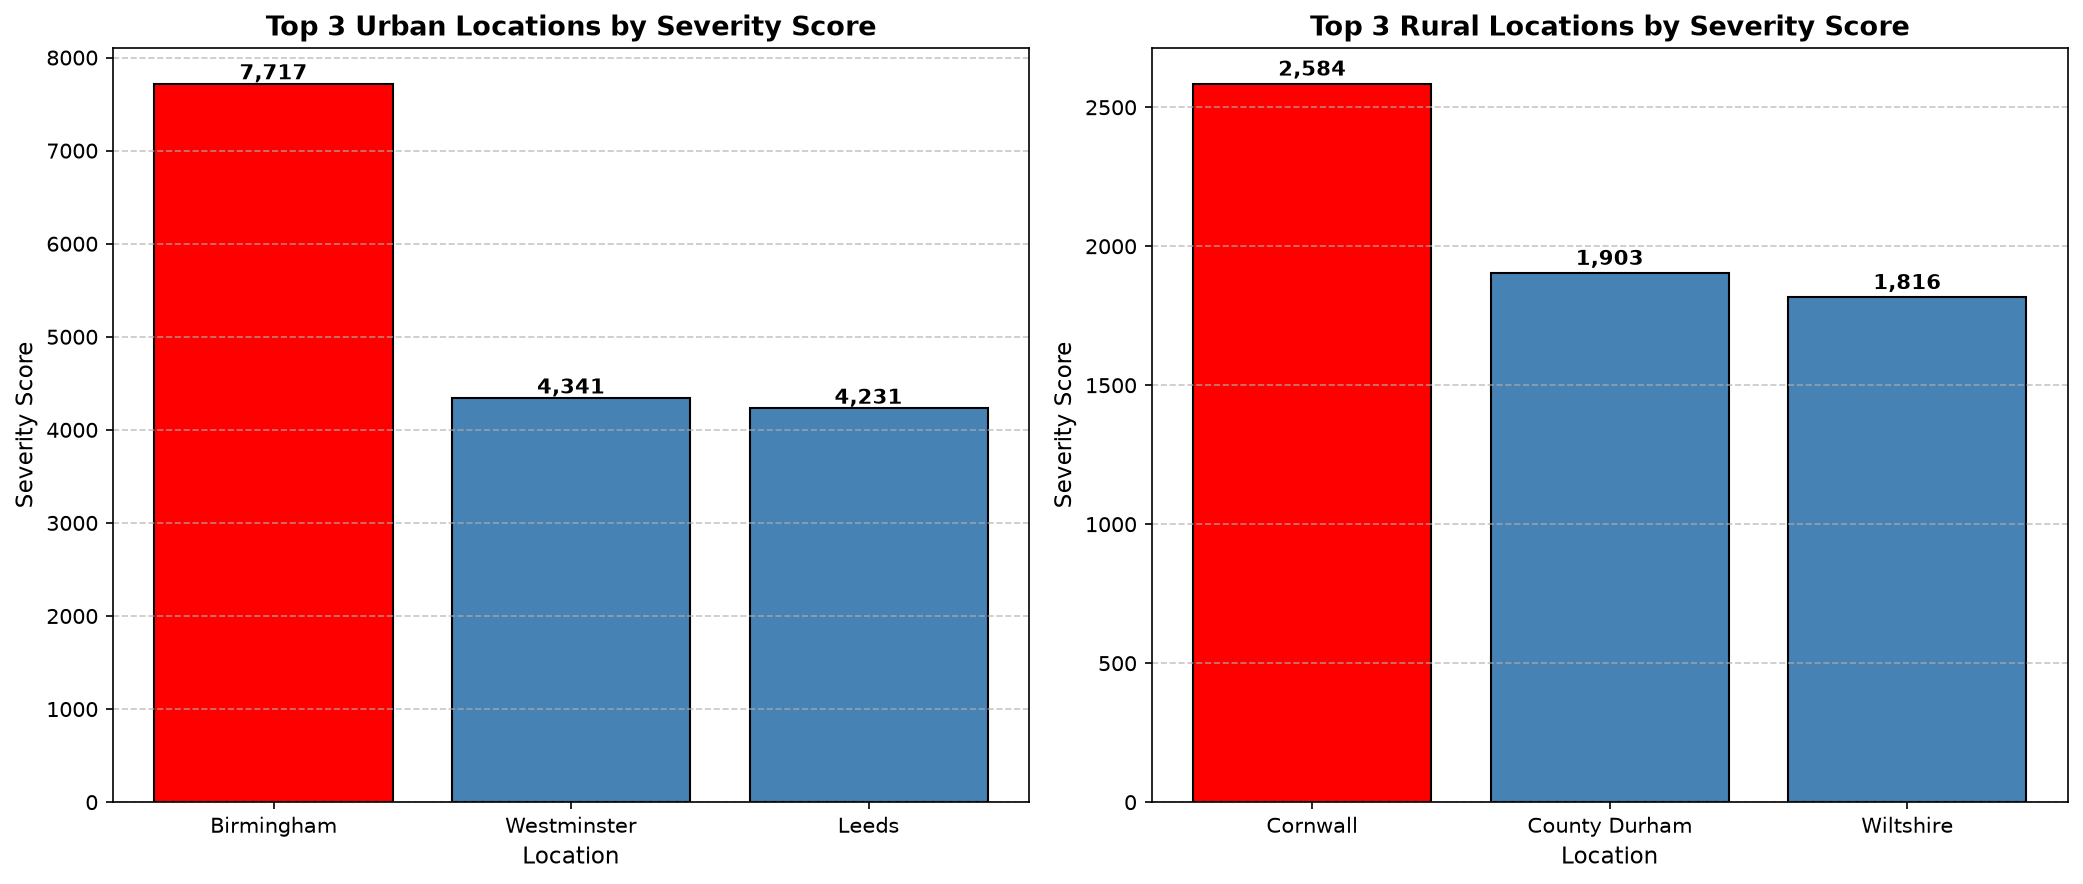 Top 3 Urban Locations by Severity Score
Severity Score
8000
7000
6000
5000
4000
3000
2000
1000
0
7,717
4,341
4,231
Birmingham
Westminster
Leeds
Location
Top 3 Rural Locations by Severity Score
Severity Score
2500
2000
1500
1000
500
0
2,584
1,903
1,816
Cornwall
County Durham
Wiltshire
Location